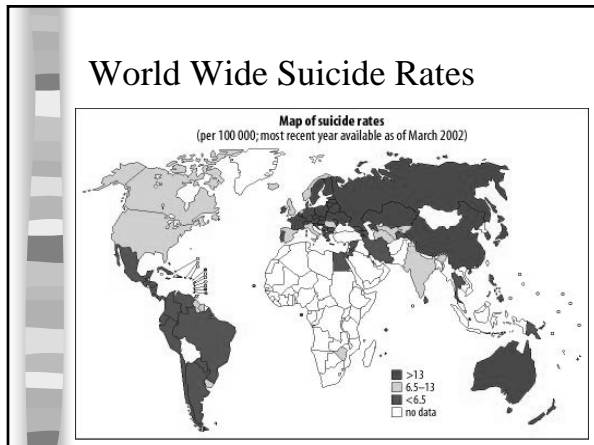 World Wide Suicide Rates
Map of suicide rates
(per 100 000; most recent year available as of March 2002)
>13
6.5–13
<6.5
no data